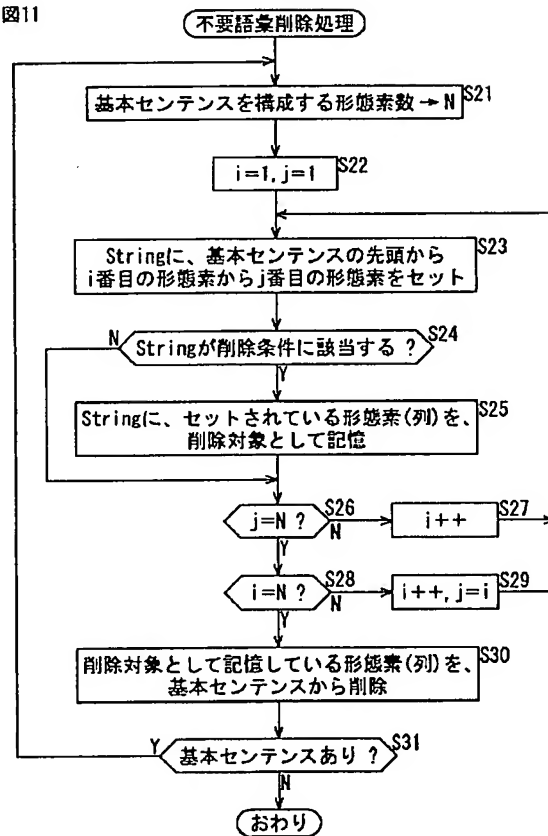 図11
不要語彙削除処理
基本センテンスを構成する形態素数→N
S21
i=1, j=1
S22
Stringに、基本センテンスの先頭から
i番目の形態素からj番目の形態素をセット
S23
Stringが削除条件に該当する ?
S24
N
Y
Stringに、セットされている形態素(列)を、
削除対象として記憶
S25
j=N ?
S26
N
Y
i++
S27
i=N ?
S28
N
Y
i++, j=i
S29
削除対象として記憶している形態素(列)を、
基本センテンスから削除
S30
基本センテンスあり ?
S31
Y
N
おわり